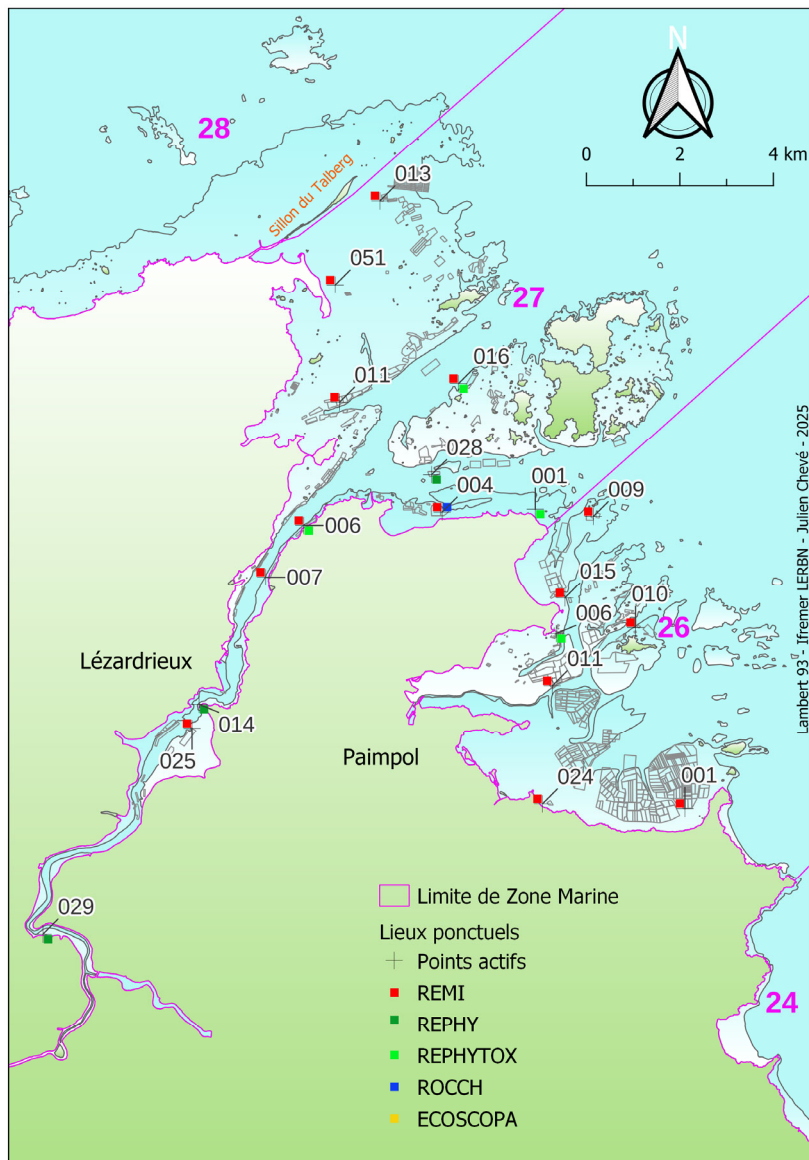 N
28
0 2 4 km
Sillon du Talberg
013
051
27
016
011
028
004
001
009
006
007
015
010
006
26
011
Lézardrieux
014
025
Paimpol
024
001
029
24
Limite de Zone Marine
Lieux ponctuels
Points actifs
REMI
REPHY
REPHYTOX
ROCCH
ECOSCOPA
Lambert 93 - Ifremer LERBN - Julien Chevé - 2025